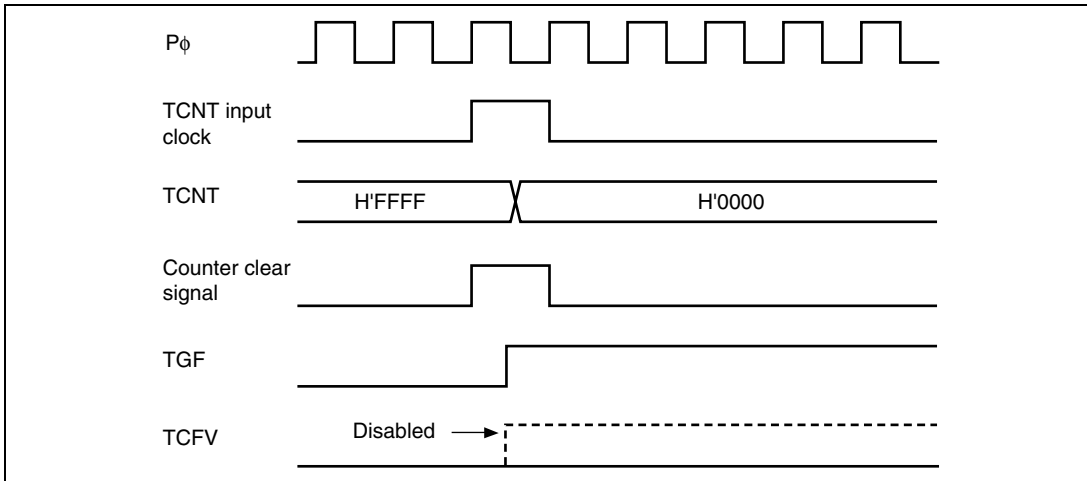 Pϕ
TCNT input
clock
TCNT
H'FFFF
H'0000
Counter clear
signal
TGF
TCFV
Disabled